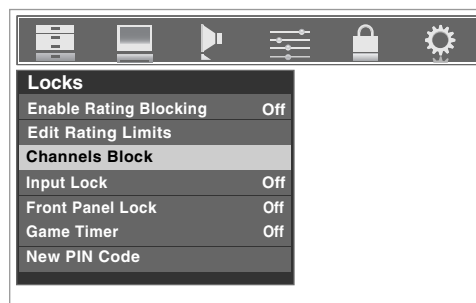 Locks
Enable Rating Blocking Off
Edit Rating Limits
Channels Block
Input Lock Off
Front Panel Lock Off
Game Timer Off
New PIN Code